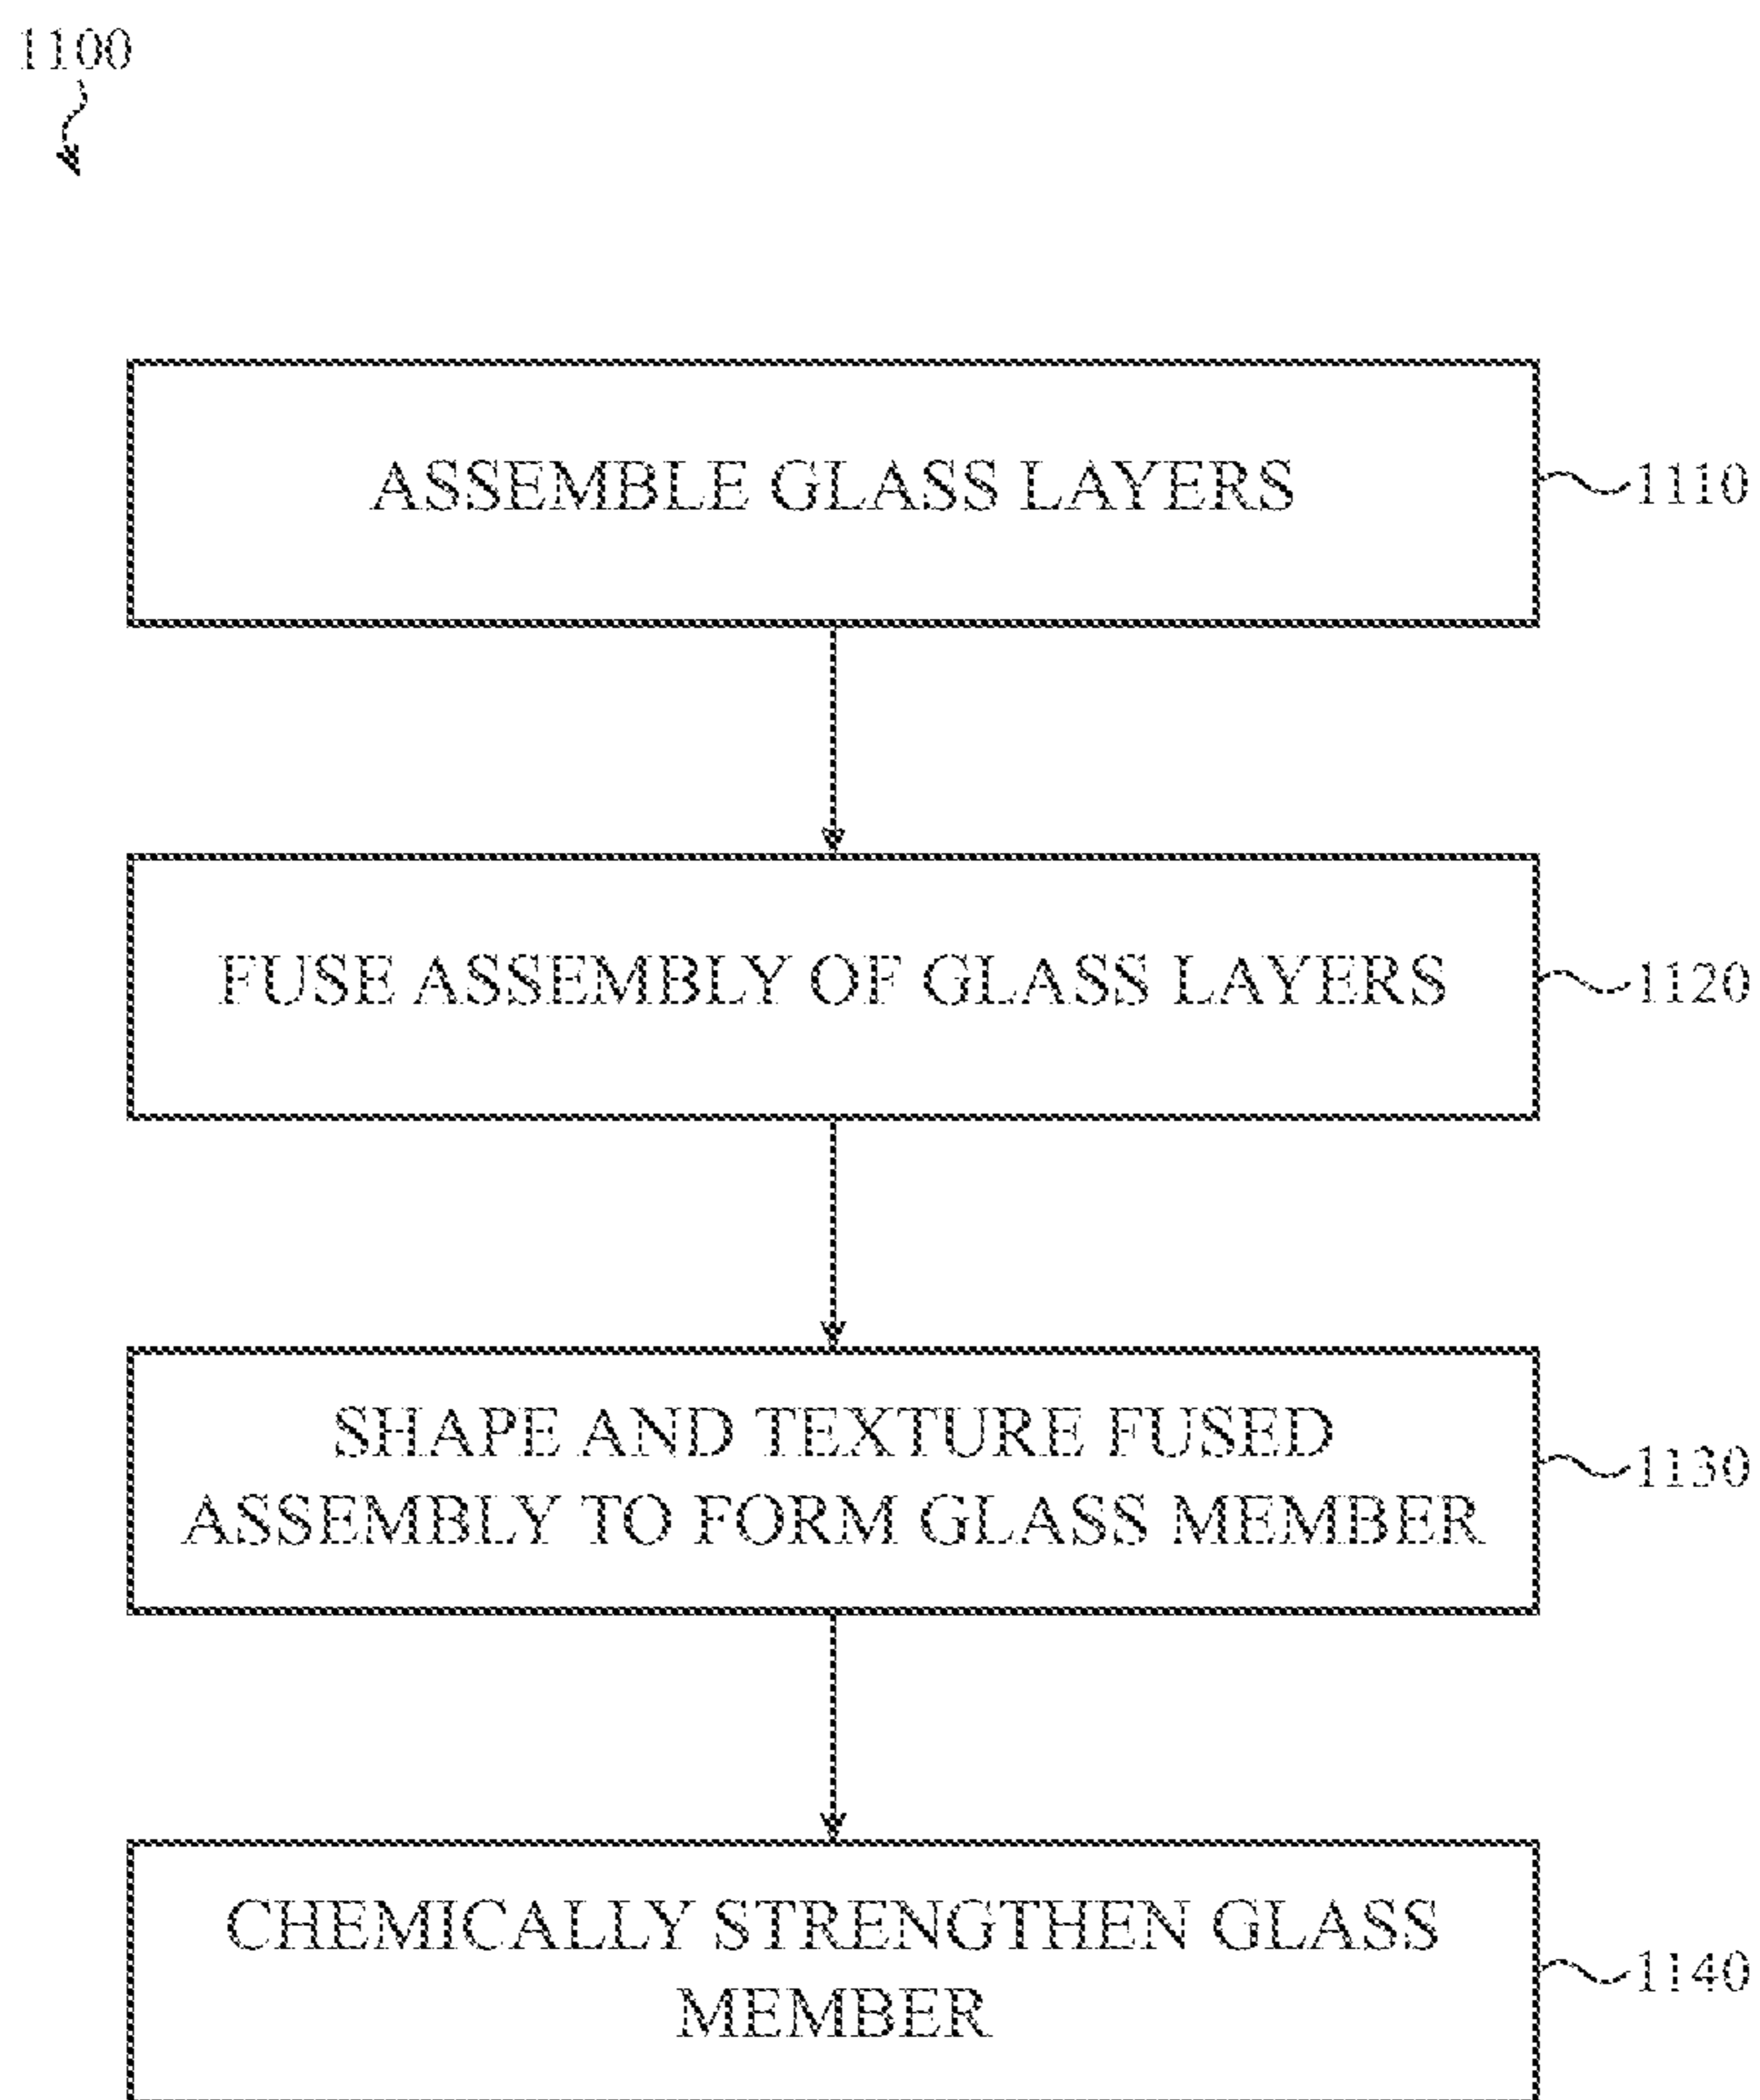 1100
ASSEMBLE GLASS LAYERS
1110
FUSE ASSEMBLY OF GLASS LAYERS
1120
SHAPE AND TEXTURE FUSED
ASSEMBLY TO FORM GLASS MEMBER
1130
CHEMICALLY STRENGTHEN GLASS
MEMBER
1140